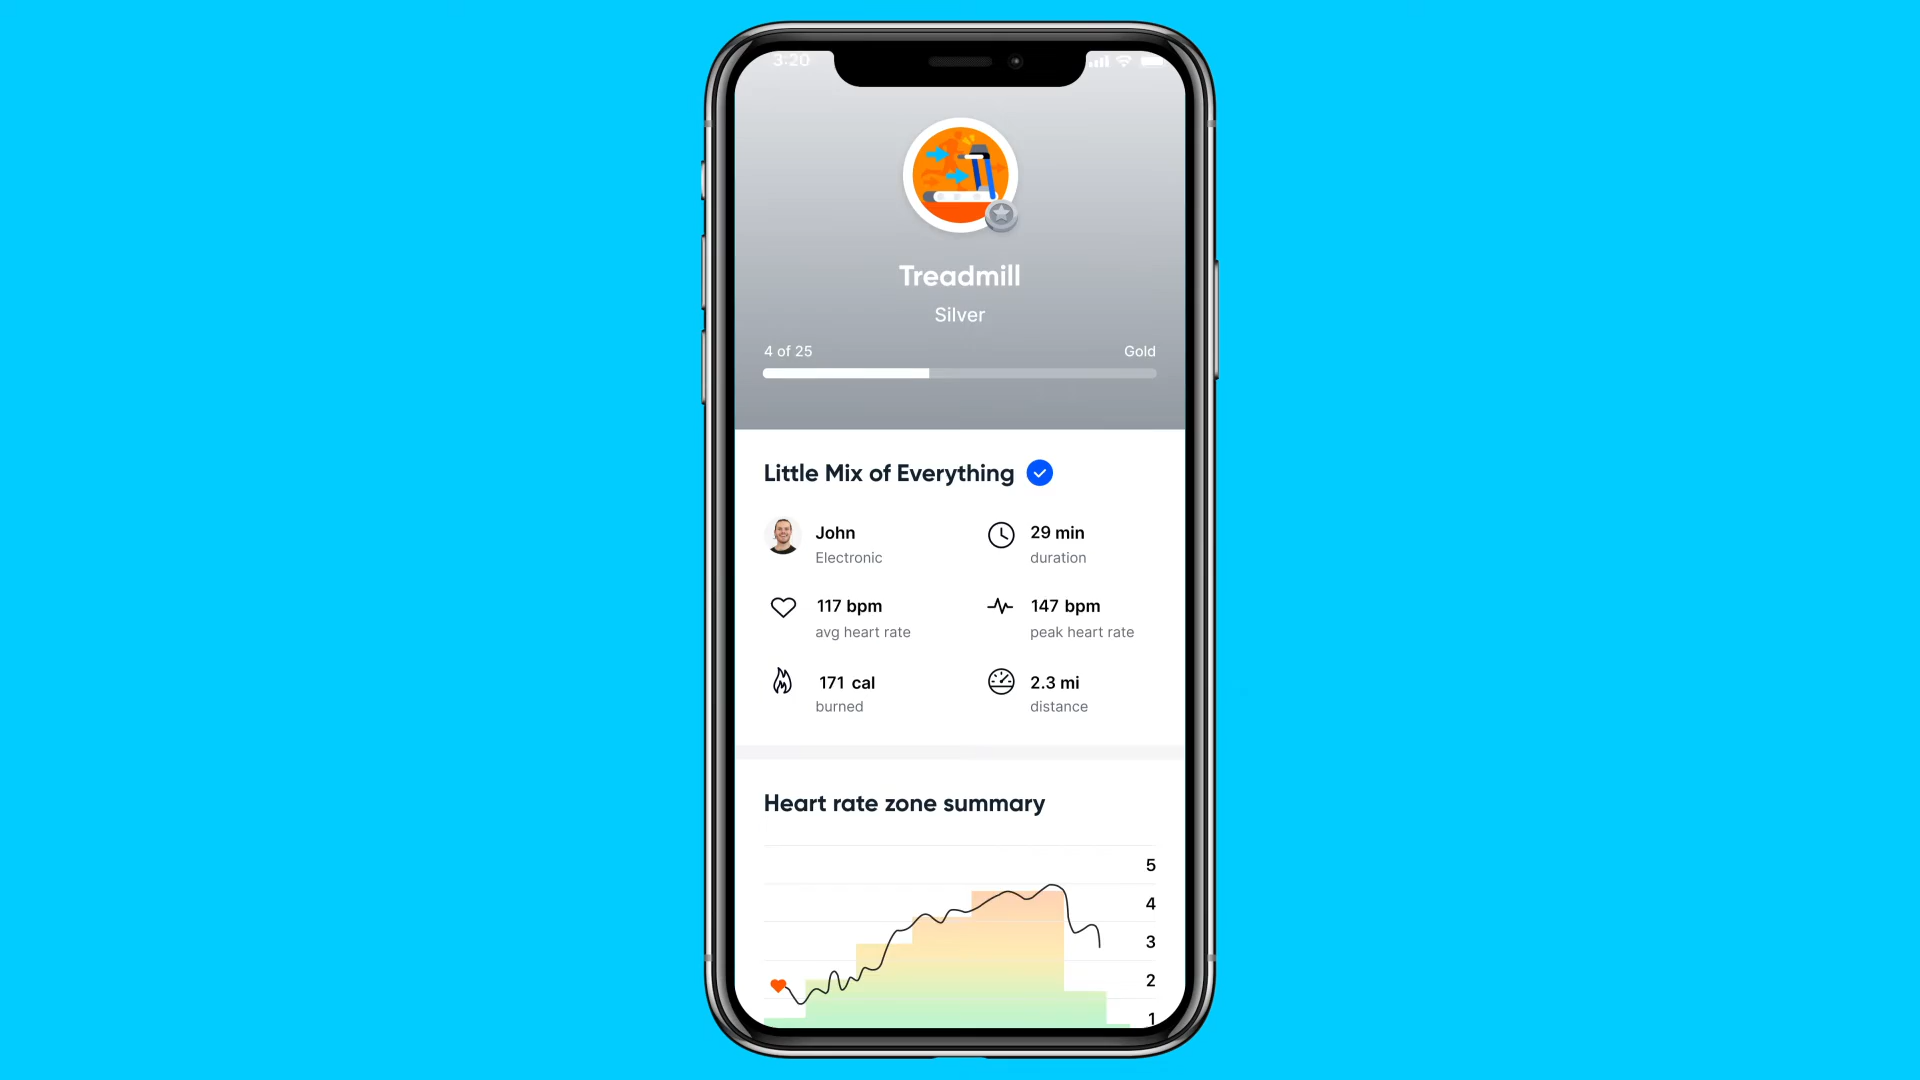 3:20
Treadmill
Silver
4 of 25 Gold
Little Mix of Everything
John 29 min
Electronic duration
117 bpm 147 bpm
avg heart rate peak heart rate
171 cal 2.3 mi
burned distance
Heart rate zone summary
5
4
3
2
1